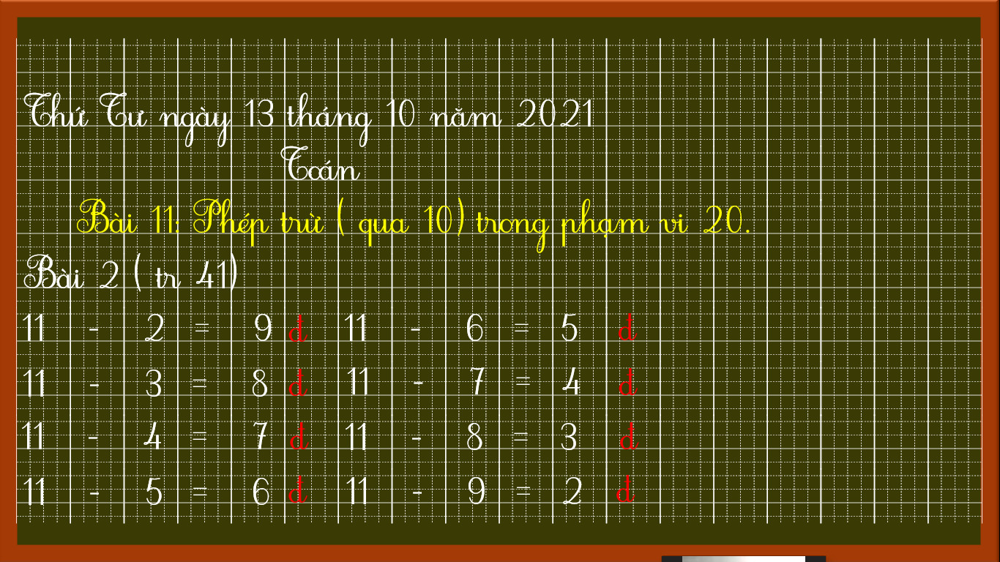 Thứ Tư ngày 13 tháng 10 năm 2021
Toán
Bài 11: Phép trừ ( qua 10) trong phạm vi 20.
Bài 2 ( tr 41)
11 - 2 = 9 đ 11 - 6 = 5 đ
11 - 3 = 8 đ 11 - 7 = 4 đ
11 - 4 = 7 đ 11 - 8 = 3 đ
11 - 5 = 6 đ 11 - 9 = 2 đ